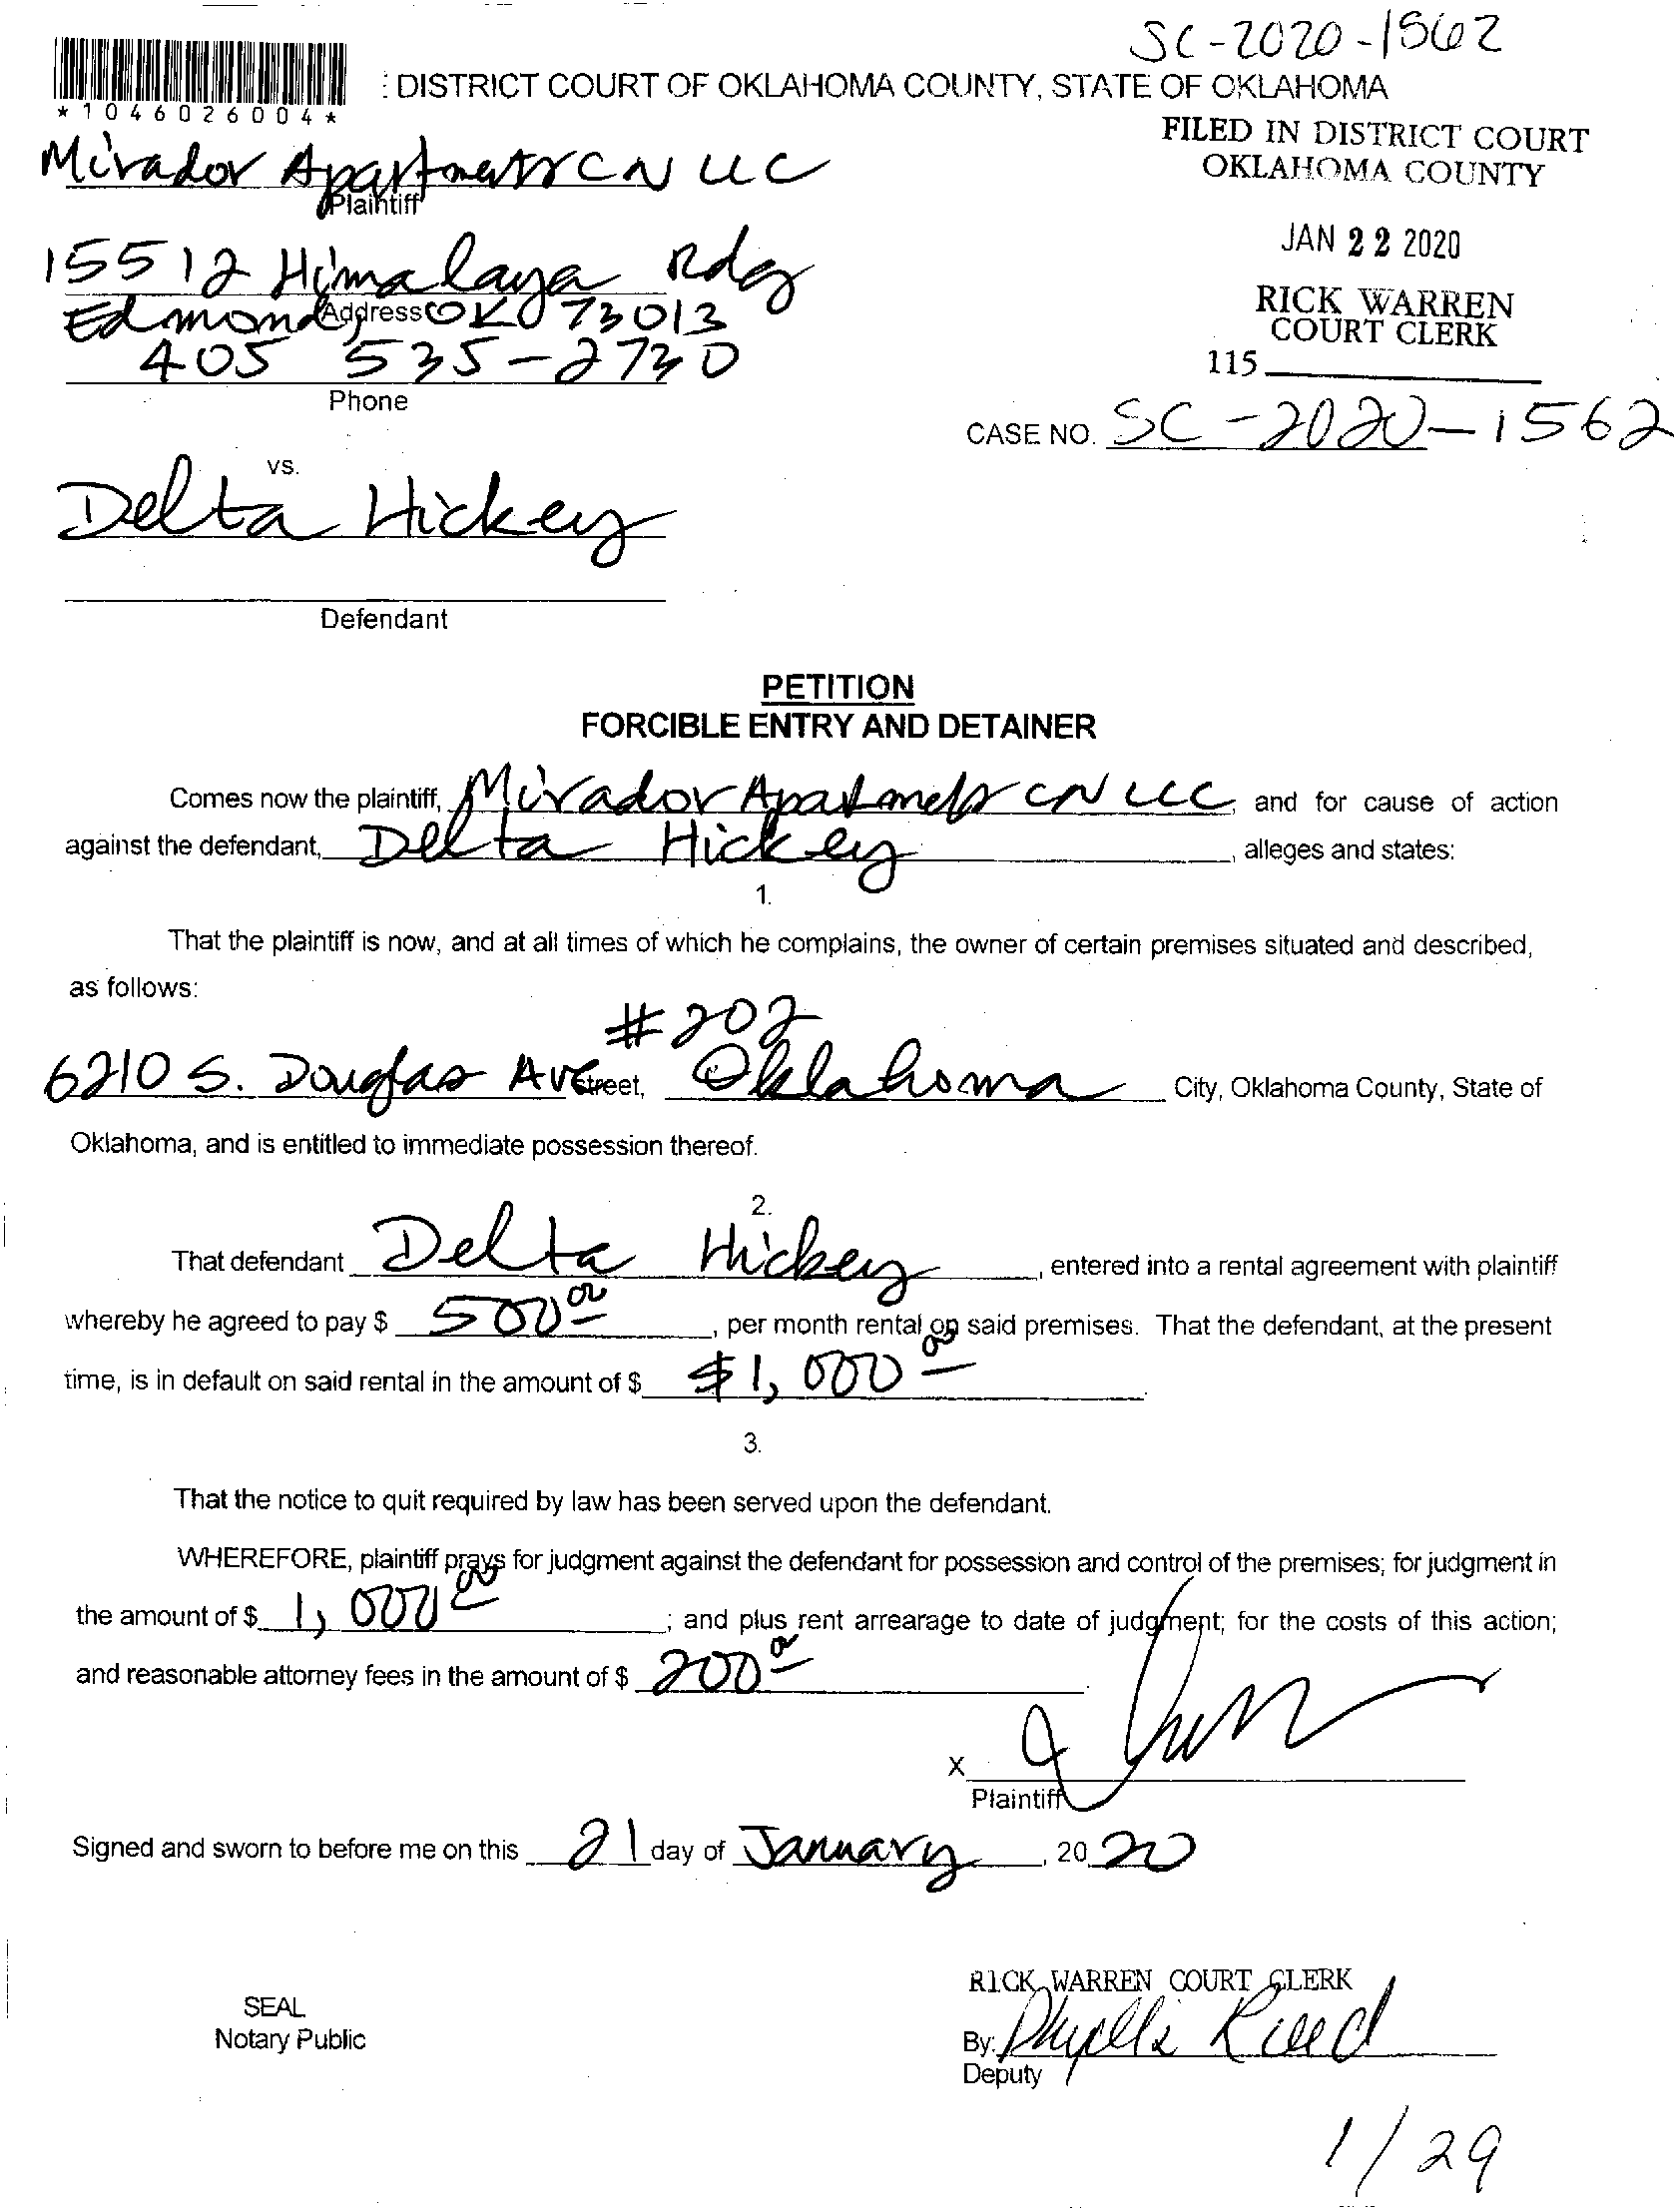 SC-2020-1562
: DISTRICT COURT OF OKLAHOMA COUNTY, STATE OF OKLAHOMA
*1046026004*
FILED IN DISTRICT COURT
OKLAHOMA COUNTY
Mirador Apartments CN LLC
Plaintiff
JAN 22 2020
15512 Himalaya Rdg
Address
Edmond, OK 73013
RICK WARREN
COURT CLERK
405 535-2730
115
Phone
CASE NO. SC-2020-1562
vs.
Delta Hickey
Defendant
PETITION
FORCIBLE ENTRY AND DETAINER
Comes now the plaintiff, Mirador Apartments CN LLC, and for cause of action
against the defendant, Delta Hickey, alleges and states:
1.
That the plaintiff is now, and at all times of which he complains, the owner of certain premises situated and described,
as follows:
#202
6210 S. Douglas Ave Street, Oklahoma City, Oklahoma County, State of
Oklahoma, and is entitled to immediate possession thereof.
2.
That defendant Delta Hickey, entered into a rental agreement with plaintiff
whereby he agreed to pay $ 500 00, per month rental on said premises. That the defendant, at the present
time, is in default on said rental in the amount of $ $1,000 00.
3.
That the notice to quit required by law has been served upon the defendant.
WHEREFORE, plaintiff prays for judgment against the defendant for possession and control of the premises; for judgment in
the amount of $ 1,000 00; and plus rent arrearage to date of judgment; for the costs of this action;
and reasonable attorney fees in the amount of $ 200 00.
X
Plaintiff
Signed and sworn to before me on this 21 day of January, 20 20
RICK WARREN COURT CLERK
SEAL
Notary Public
By: Phyllis Reed
Deputy
1/29